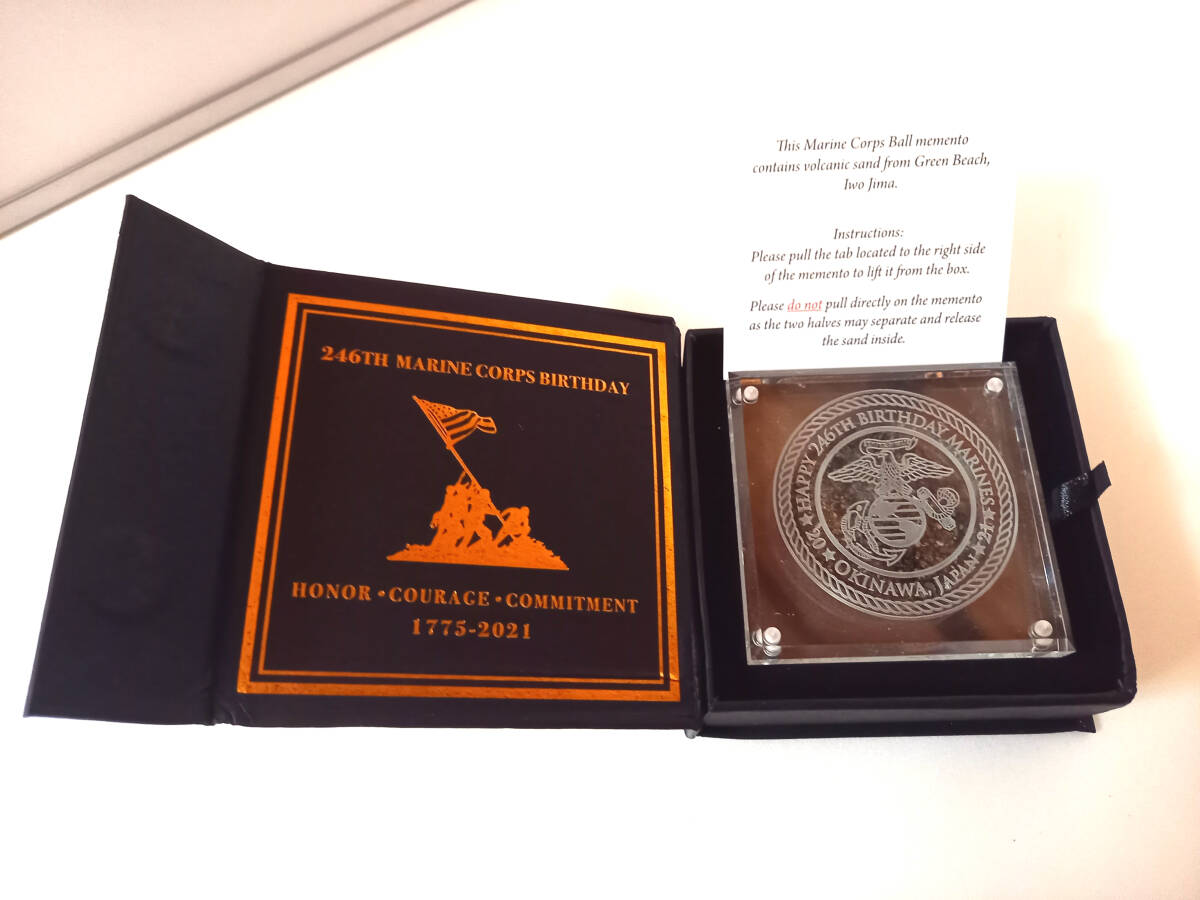 246TH MARINE CORPS BIRTHDAY
HONOR • COURAGE • COMMITMENT
1775-2021
This Marine Corps Ball memento
contains volcanic sand from Green Beach,
Iwo Jima.
Instructions:
Please pull the tab located to the right side
of the memento to lift it from the box.
Please do not pull directly on the memento
as the two halves may separate and release
the sand inside.
★ HAPPY 246TH BIRTHDAY MARINES ★
20 ★ OKINAWA, JAPAN ★ 21